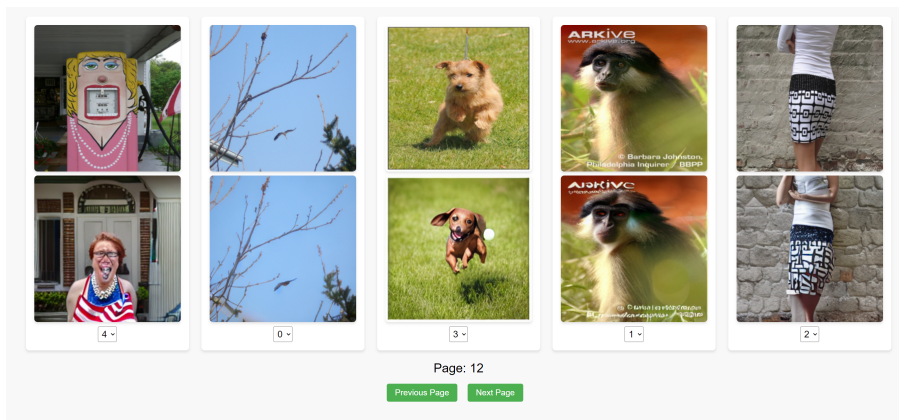 ARKive
www.arkive.org
© Barbara Johnston,
Philadelphia Inquirer / BBPP
4
0
3
1
2
Page: 12
Previous Page
Next Page